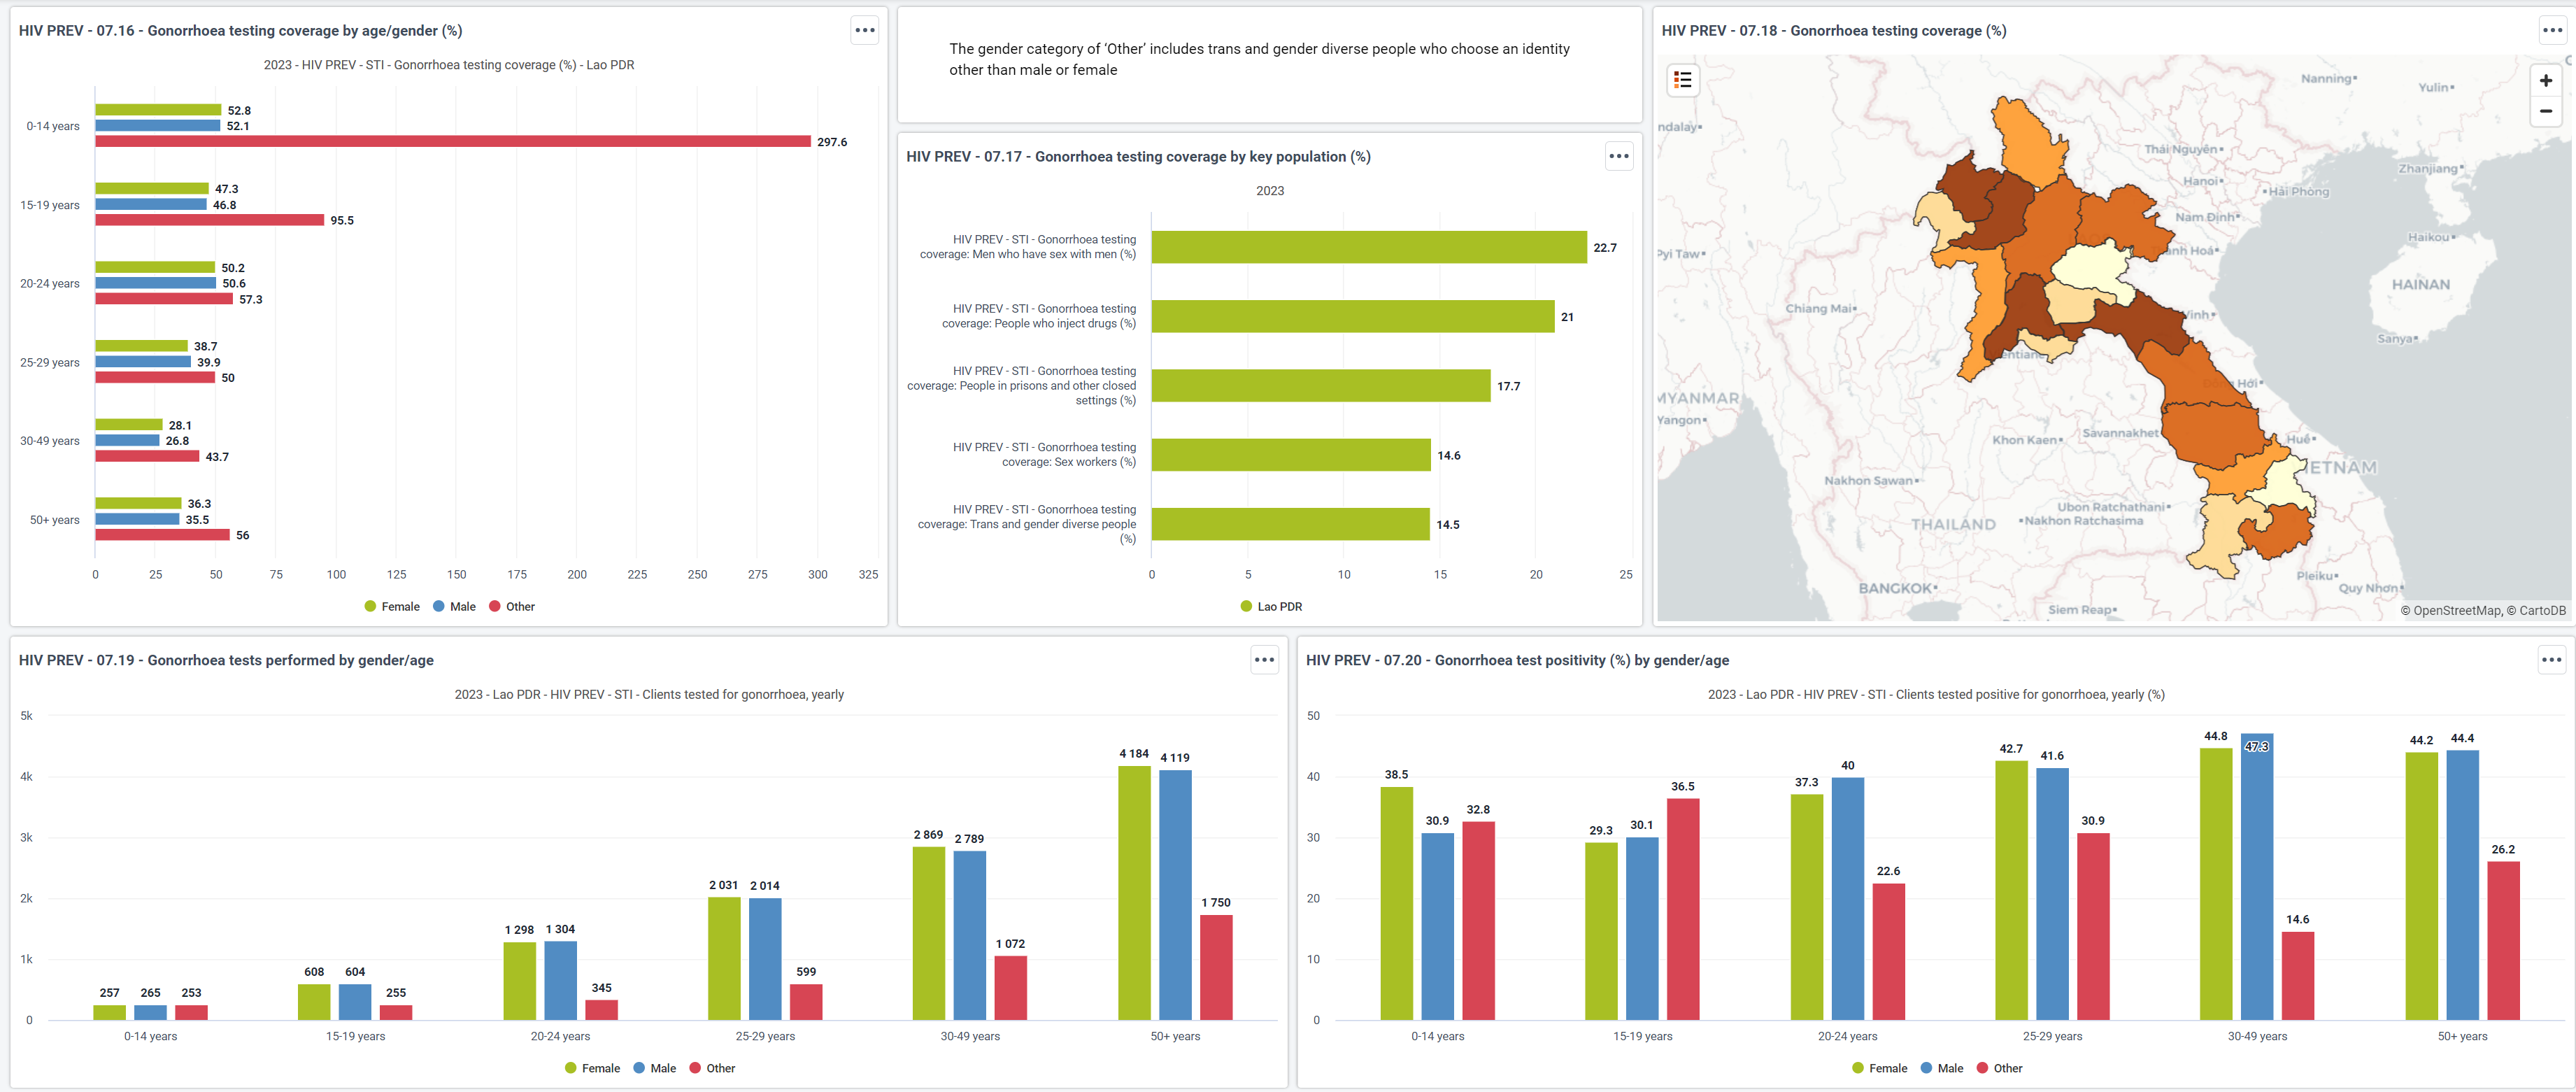 HIV PREV - 07.16 - Gonorrhoea testing coverage by age/gender (%)
2023 - HIV PREV - STI - Gonorrhoea testing coverage (%) - Lao PDR
0-14 years
52.8
52.1
297.6
15-19 years
47.3
46.8
95.5
20-24 years
50.2
50.6
57.3
25-29 years
38.7
39.9
50
30-49 years
28.1
26.8
43.7
50+ years
36.3
35.5
56
0 25 50 75 100 125 150 175 200 225 250 275 300 325
Female Male Other
The gender category of ‘Other’ includes trans and gender diverse people who choose an identity
other than male or female
HIV PREV - 07.17 - Gonorrhoea testing coverage by key population (%)
2023
HIV PREV - STI - Gonorrhoea testing
coverage: Men who have sex with men (%)
22.7
HIV PREV - STI - Gonorrhoea testing
coverage: People who inject drugs (%)
21
HIV PREV - STI - Gonorrhoea testing
coverage: People in prisons and other closed
settings (%)
17.7
HIV PREV - STI - Gonorrhoea testing
coverage: Sex workers (%)
14.6
HIV PREV - STI - Gonorrhoea testing
coverage: Trans and gender diverse people
(%)
14.5
0 5 10 15 20 25
Lao PDR
HIV PREV - 07.18 - Gonorrhoea testing coverage (%)
+
−
Nanning
Yulin
ndalay
Thái Nguyên
Zhanjiang
Hanoi
Hải Phòng
Nam Định
Haikou
Pyi Taw
anh Hoá
HAINAN
Chiang Mai
Vinh
Sanya
entiane
Đồng Hới
MYANMAR
Yangon
Khon Kaen
Savannakhet
Huế
ETNAM
Nakhon Sawan
Ubon Ratchathani
THAILAND
Nakhon Ratchasima
Pleiku
Quy Nhơn
BANGKOK
Siem Reap
© OpenStreetMap, © CartoDB
HIV PREV - 07.19 - Gonorrhoea tests performed by gender/age
2023 - Lao PDR - HIV PREV - STI - Clients tested for gonorrhoea, yearly
5k
4k
3k
2k
1k
0
257 265 253
608 604 255
1 298 1 304 345
2 031 2 014 599
2 869 2 789 1 072
4 184 4 119 1 750
0-14 years 15-19 years 20-24 years 25-29 years 30-49 years 50+ years
Female Male Other
HIV PREV - 07.20 - Gonorrhoea test positivity (%) by gender/age
2023 - Lao PDR - HIV PREV - STI - Clients tested positive for gonorrhoea, yearly (%)
50
40
30
20
10
0
38.5 30.9 32.8
29.3 30.1 36.5
37.3 40 22.6
42.7 41.6 30.9
44.8 47.3 14.6
44.2 44.4 26.2
0-14 years 15-19 years 20-24 years 25-29 years 30-49 years 50+ years
Female Male Other